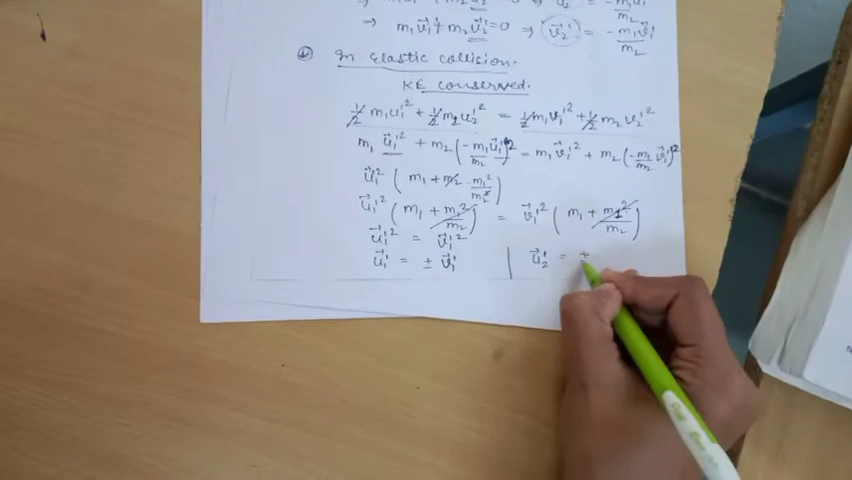 ⇒ m₁v⃗₁' + m₂v⃗₂' = 0 ⇒ v⃗₂' = -m₁v⃗₁'/m₂
In elastic collision.
KE conserved.
½m₁u₁'² + ½m₂u₂'² = ½m₁v₁'² + ½m₂v₂'²
m₁u⃗₁'² + m₂(-m₁/m₂ u⃗₁')² = m₁v⃗₁'² + m₂(-m₁/m₂ v⃗₁')²
u⃗₁'²(m₁ + m₂·m₁²/m₂²)
u⃗₁'²(m₁ + m₁²/m₂) = v⃗₁'²(m₁ + m₁²/m₂)
u⃗₁'² = v⃗₁'²
u⃗₁' = ± v⃗₁' | u⃗₂' = ±